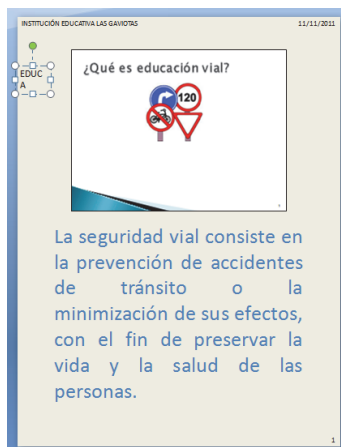 INSTITUCIÓN EDUCATIVA LAS GAVIOTAS 11/11/2011
EDUC
A
¿Qué es educación vial?
120
La seguridad vial consiste en
la prevención de accidentes
de tránsito o la
minimización de sus efectos,
con el fin de preservar la
vida y la salud de las
personas.
1